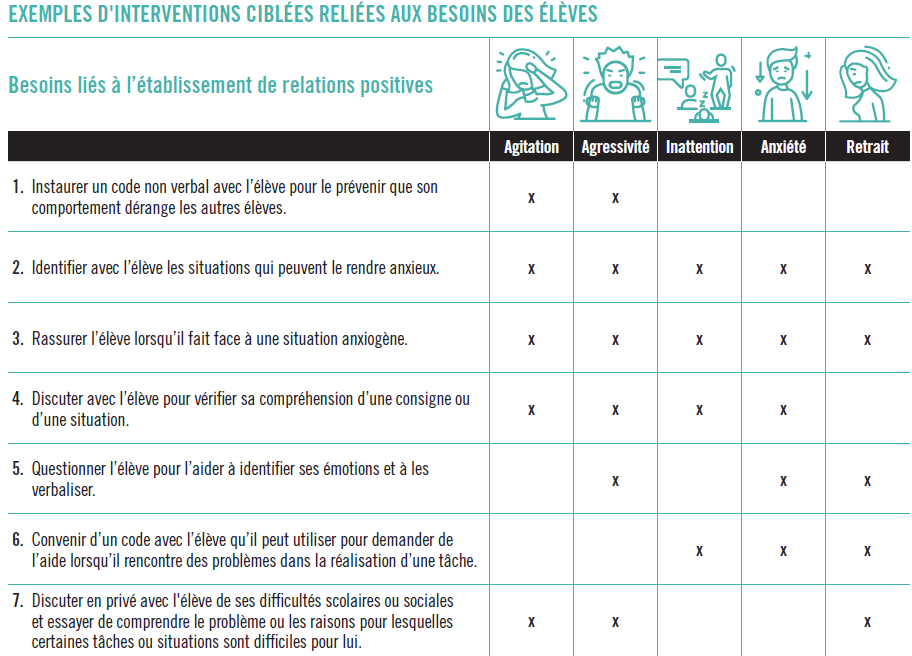 EXEMPLES D'INTERVENTIONS CIBLÉES RELIÉES AUX BESOINS DES ÉLÈVES
Besoins liés à l'établissement de relations positives
z
z
z
Agitation Agressivité Inattention Anxiété Retrait
1. Instaurer un code non verbal avec l'élève pour le prévenir que son
comportement dérange les autres élèves.
x x
2. Identifier avec l'élève les situations qui peuvent le rendre anxieux.
x x x x x
3. Rassurer l'élève lorsqu'il fait face à une situation anxiogène.
x x x x x
4. Discuter avec l'élève pour vérifier sa compréhension d'une consigne ou
d'une situation.
x x x x
5. Questionner l'élève pour l'aider à identifier ses émotions et à les
verbaliser.
x x x
6. Convenir d'un code avec l'élève qu'il peut utiliser pour demander de
l'aide lorsqu'il rencontre des problèmes dans la réalisation d'une tâche.
x x x
7. Discuter en privé avec l'élève de ses difficultés scolaires ou sociales
et essayer de comprendre le problème ou les raisons pour lesquelles
certaines tâches ou situations sont difficiles pour lui.
x x x